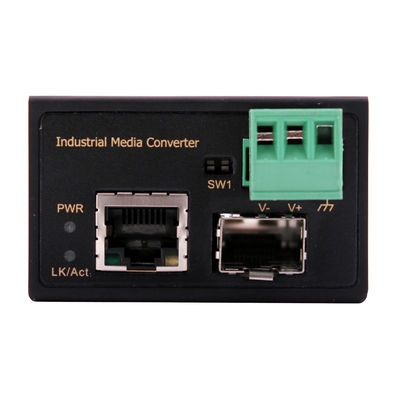 Industrial Media Converter
SW1
PWR
V- V+
LK/Act